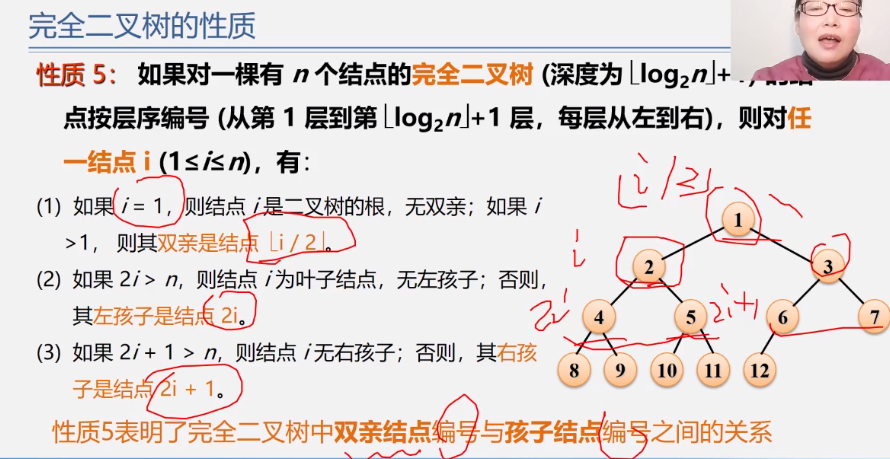 完全二叉树的性质
性质 5： 如果对一棵有 n 个结点的完全二叉树 (深度为⌊log₂n⌋+
点按层序编号 (从第 1 层到第⌊log₂n⌋+1 层，每层从左到右)，则对任
一结点 i (1≤i≤n)，有：
(1) 如果 i = 1，则结点 i 是二叉树的根，无双亲；如果 i
>1， 则其双亲是结点 ⌊i / 2⌋。
(2) 如果 2i > n，则结点 i 为叶子结点，无左孩子；否则，
其左孩子是结点 2i。
(3) 如果 2i + 1 > n，则结点 i 无右孩子；否则，其右孩
子是结点 2i + 1。
⌊i/2⌋
1
i
2
3
2i
4
5
2i+1
6
7
8
9
10
11
12
性质5表明了完全二叉树中双亲结点编号与孩子结点编号之间的关系